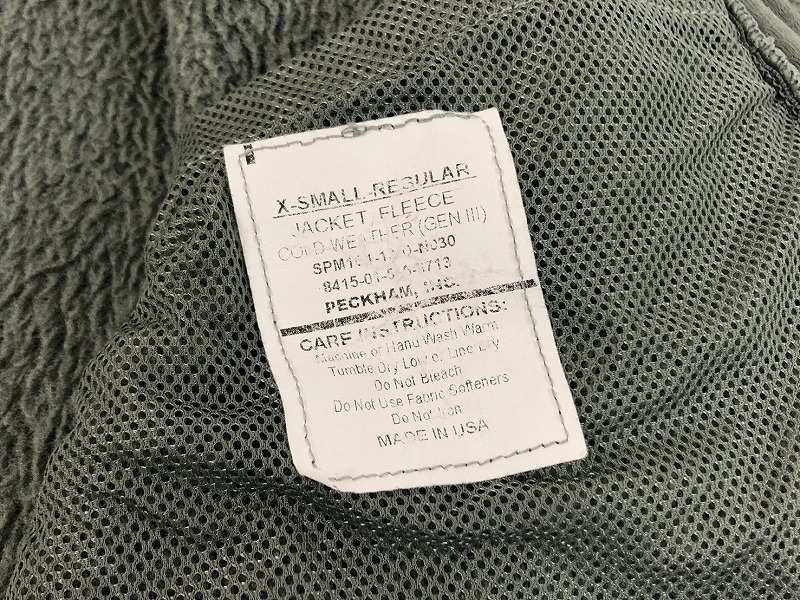 X-SMALL-REGULAR
JACKET, FLEECE
COLD WEATHER (GEN III)
PECKHAM, INC.
CARE INSTRUCTIONS:
Machine or Hand Wash Warm
Tumble Dry Low or Line Dry
Do Not Bleach
Do Not Use Fabric Softeners
Do Not Iron
MADE IN USA